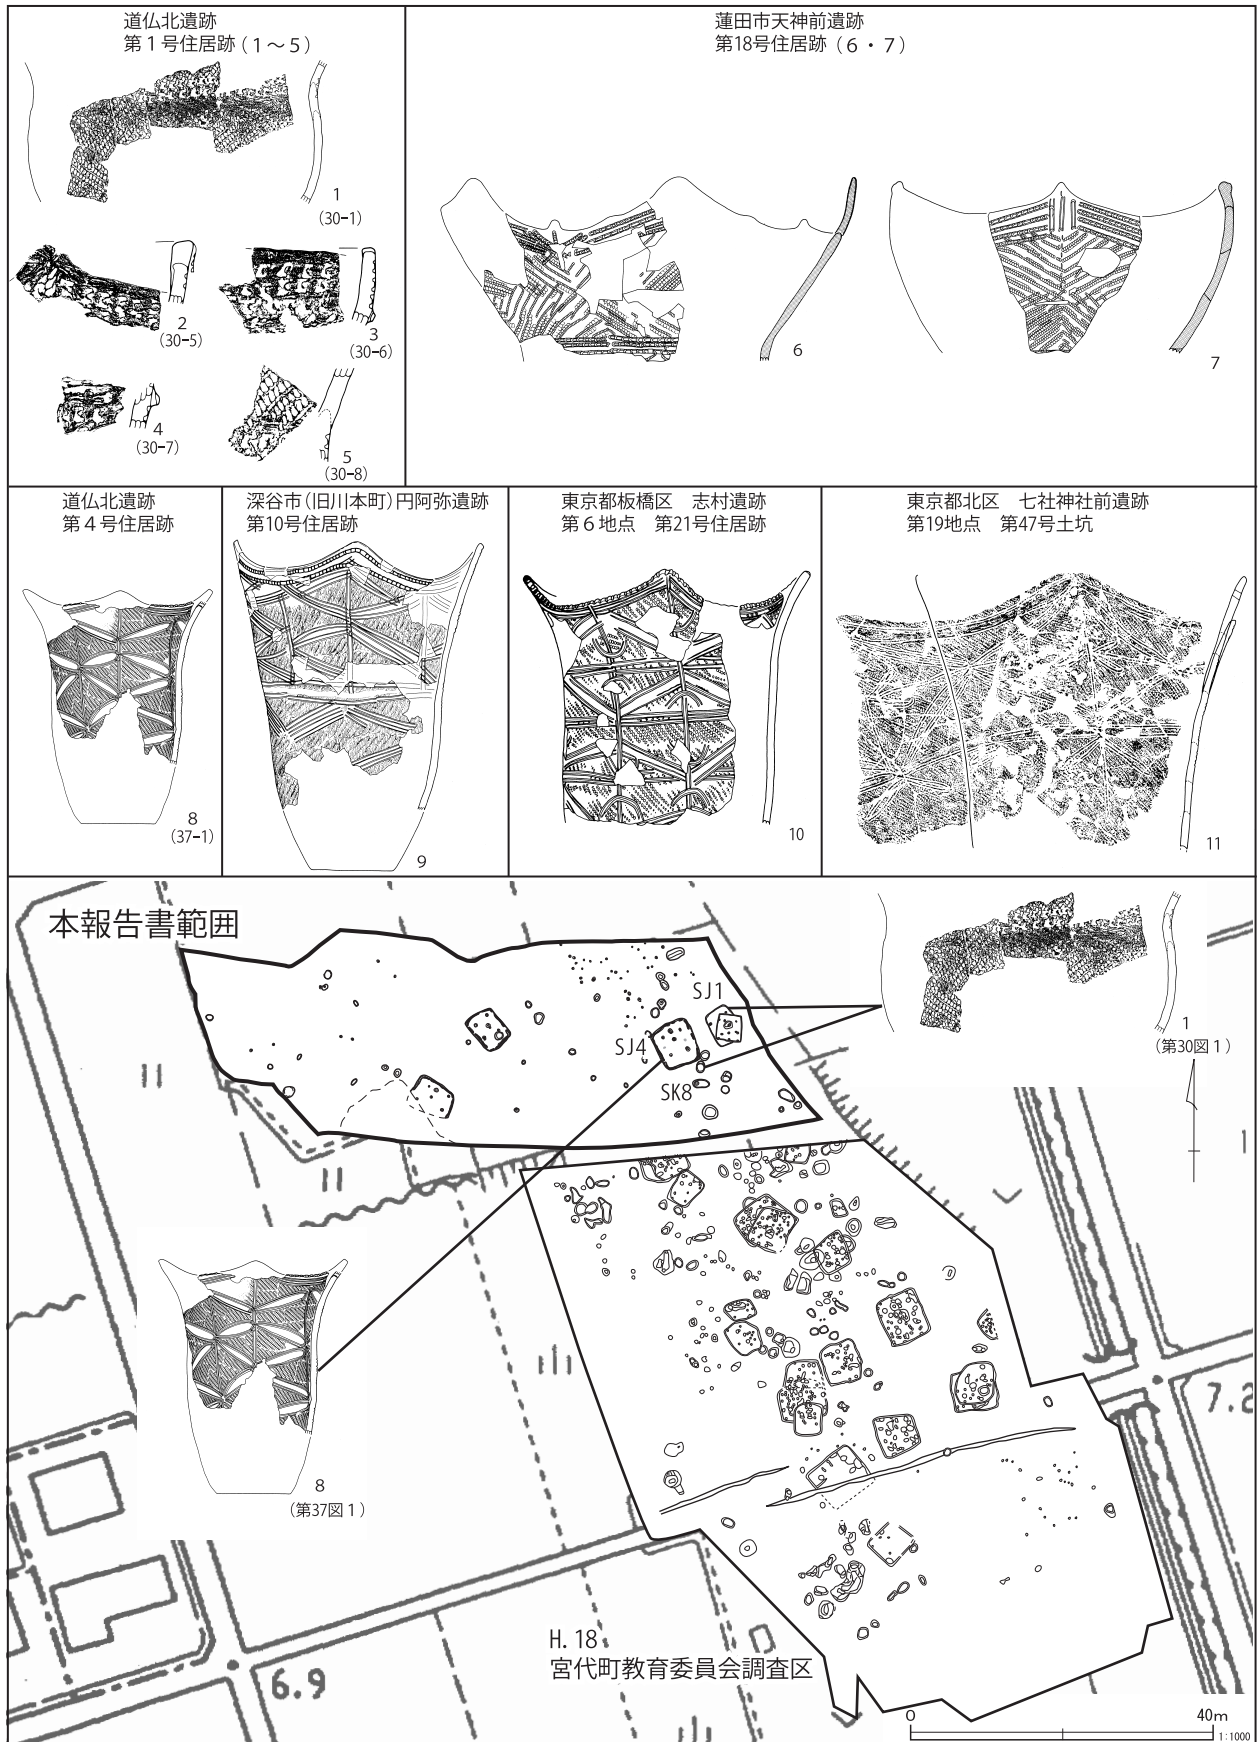 道仏北遺跡
第1号住居跡(1～5)
1
(30-1)
2
(30-5)
3
(30-6)
4
(30-7)
5
(30-8)
蓮田市天神前遺跡
第18号住居跡(6・7)
6
7
道仏北遺跡
第4号住居跡
8
(37-1)
深谷市(旧川本町)円阿弥遺跡
第10号住居跡
9
東京都板橋区 志村遺跡
第6地点 第21号住居跡
10
東京都北区 七社神社前遺跡
第19地点 第47号土坑
11
本報告書範囲
SJ1
SJ4
SK8
1
(第30図1)
8
(第37図1)
6.9
H.18
宮代町教育委員会調査区
0 40m
1:1000